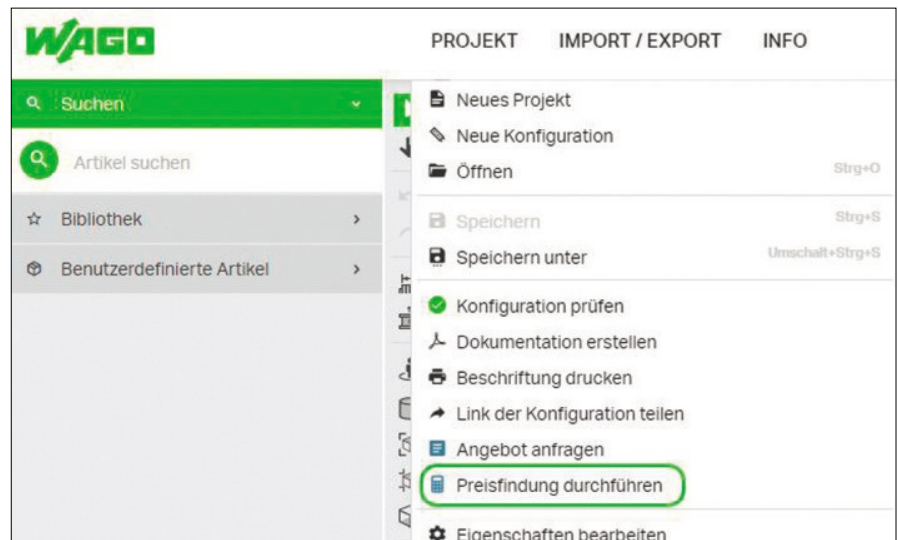 WAGO
PROJEKT IMPORT / EXPORT INFO
Suchen
Artikel suchen
Bibliothek
Benutzerdefinierte Artikel
Neues Projekt
Neue Konfiguration
Öffnen Strg+O
Speichern Strg+S
Speichern unter Umschalt+Strg+S
Konfiguration prüfen
Dokumentation erstellen
Beschriftung drucken
Link der Konfiguration teilen
Angebot anfragen
Preisfindung durchführen
Eigenschaften bearbeiten